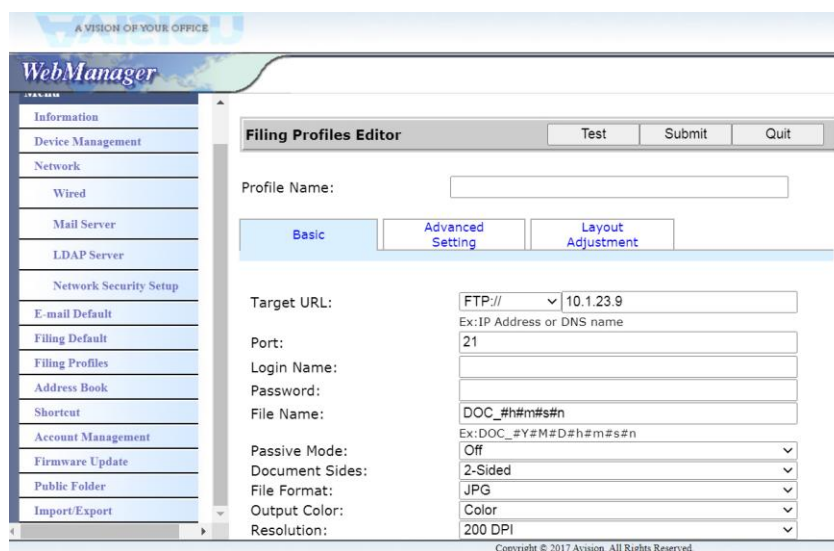 A VISION OF YOUR OFFICE
WebManager
Menu
Information
Device Management
Network
Wired
Mail Server
LDAP Server
Network Security Setup
E-mail Default
Filing Default
Filing Profiles
Address Book
Shortcut
Account Management
Firmware Update
Public Folder
Import/Export
Filing Profiles Editor Test Submit Quit
Profile Name:
Basic Advanced Setting Layout Adjustment
Target URL: FTP:// 10.1.23.9
Ex:IP Address or DNS name
Port: 21
Login Name:
Password:
File Name: DOC_#h#m#s#n
Ex:DOC_#Y#M#D#h#m#s#n
Passive Mode: Off
Document Sides: 2-Sided
File Format: JPG
Output Color: Color
Resolution: 200 DPI
Copyright © 2017 Avision. All Rights Reserved.